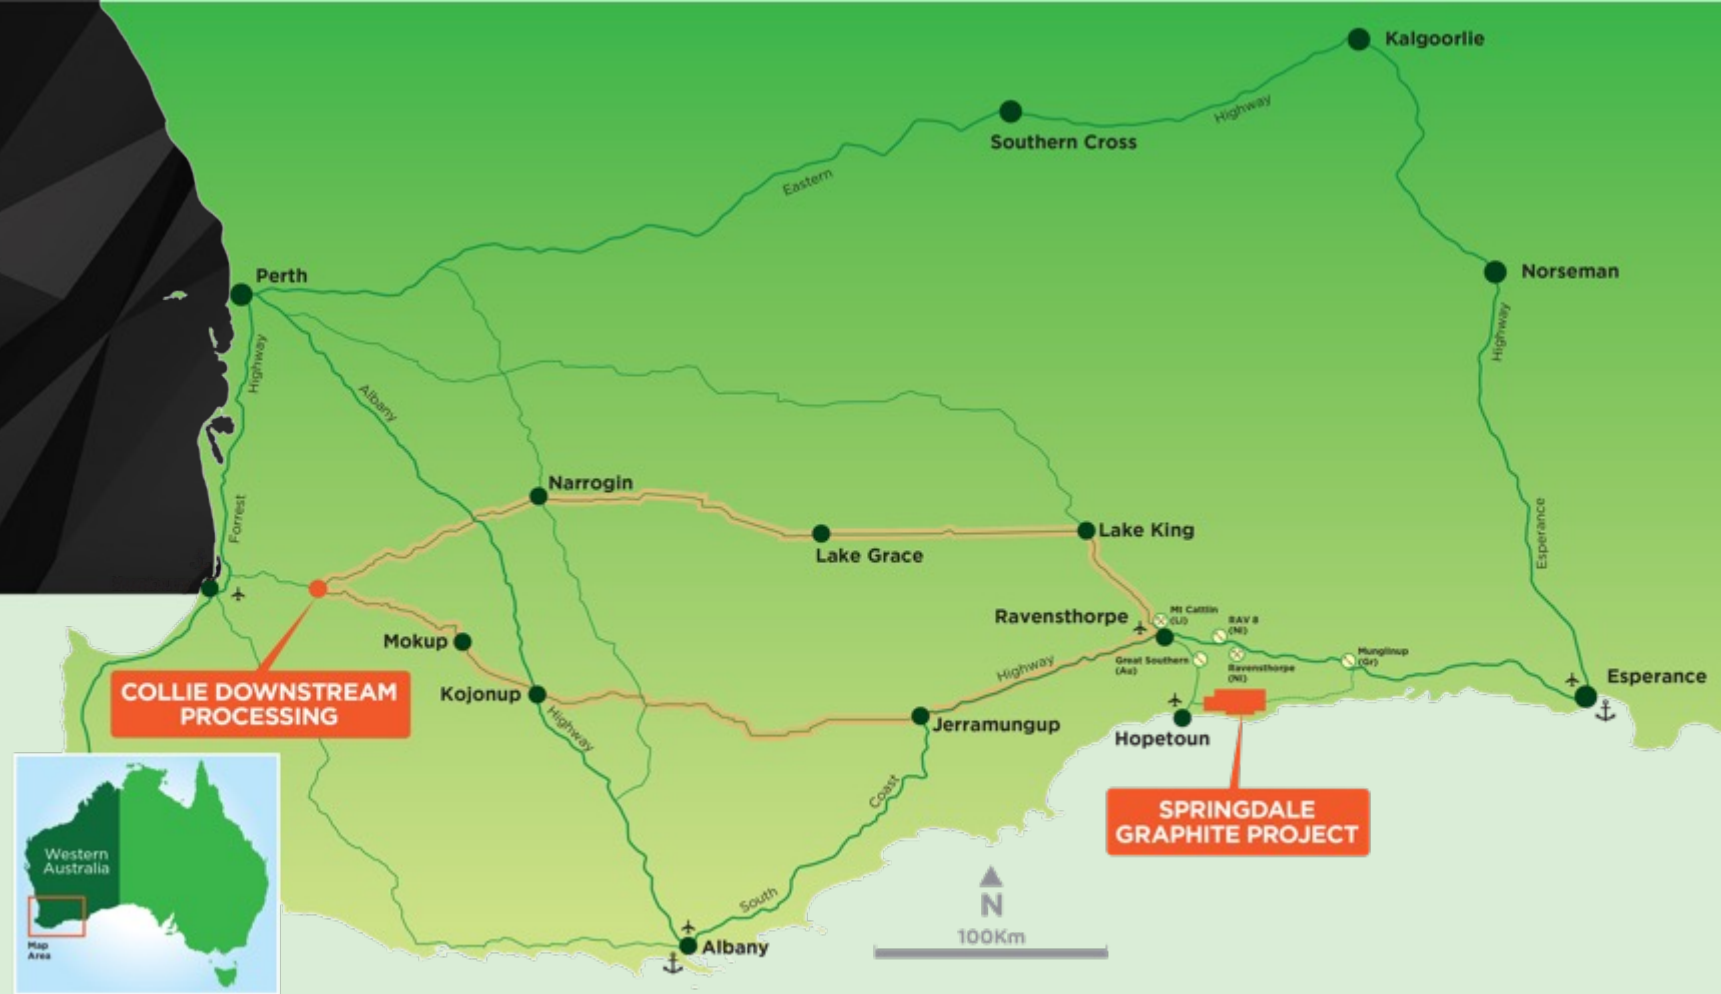 Kalgoorlie
Southern Cross
Highway
Eastern
Perth
Norseman
Highway
Highway
Albany
Narrogin
Forrest
Esperance
Lake Grace
Lake King
Ravensthorpe
Mt Cattlin
(Li)
RAV 8
(Ni)
Mokup
Great Southern
(Au)
Ravensthorpe
(Ni)
Munglinup
(Gr)
Highway
Esperance
COLLIE DOWNSTREAM
PROCESSING
Kojonup
Highway
Jerramungup
Hopetoun
Coast
SPRINGDALE
GRAPHITE PROJECT
Western
Australia
South
N
100Km
Map
Area
Albany